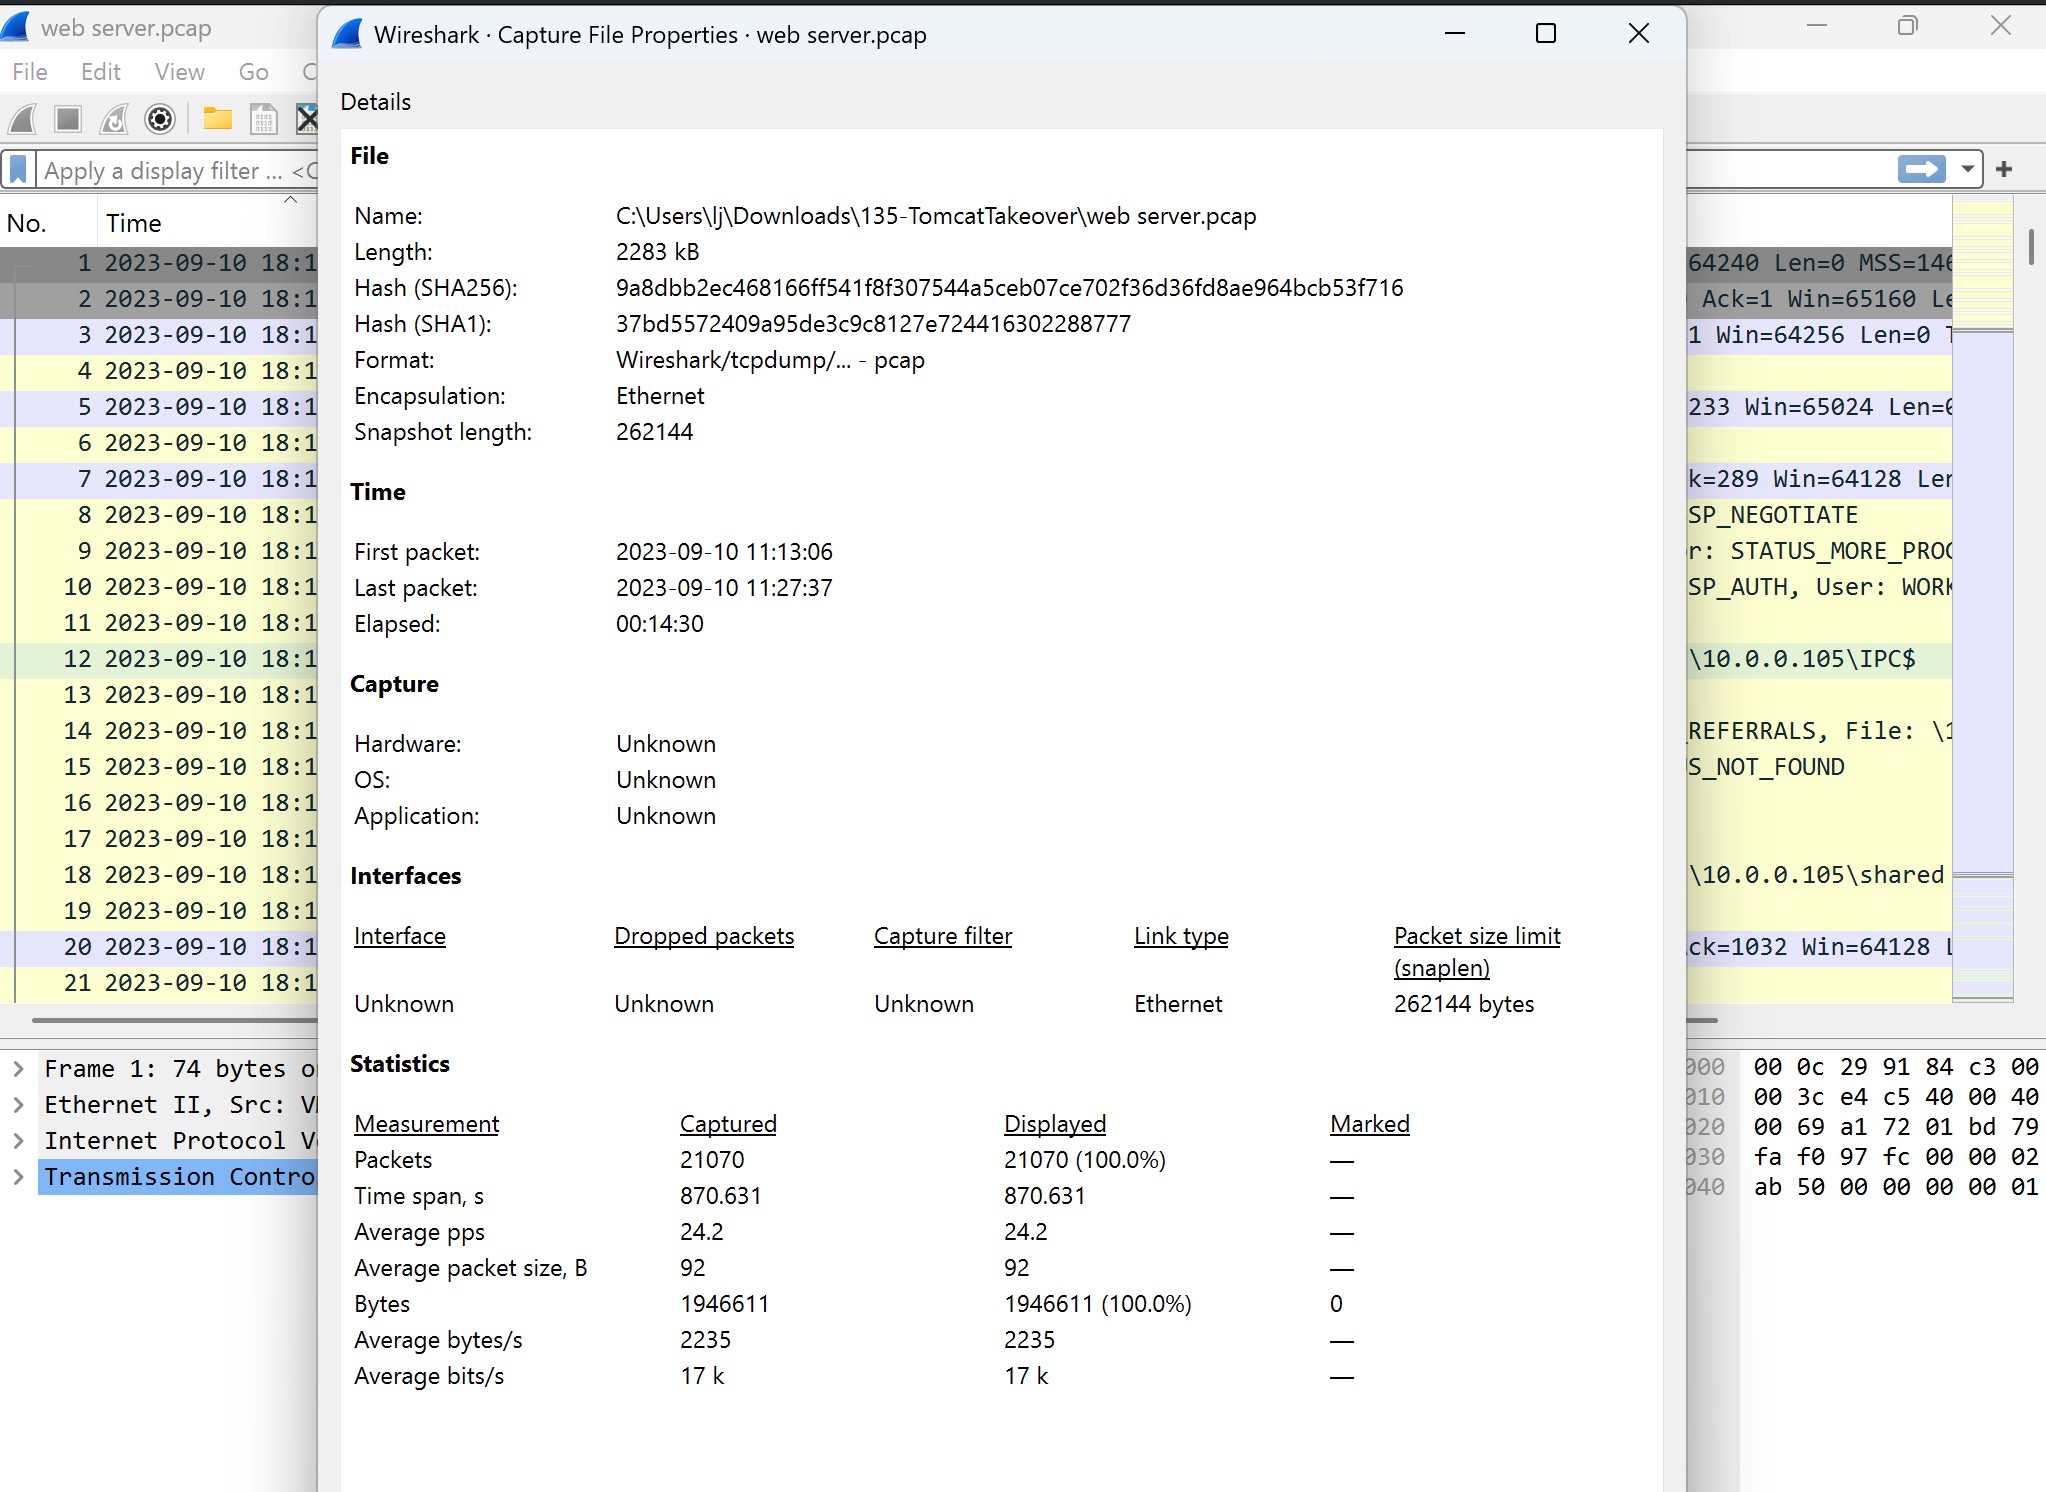 web server.pcap
File Edit View Go C
Apply a display filter ... <C
No. Time
1 2023-09-10 18:1
2 2023-09-10 18:1
3 2023-09-10 18:1
4 2023-09-10 18:1
5 2023-09-10 18:1
6 2023-09-10 18:1
7 2023-09-10 18:1
8 2023-09-10 18:1
9 2023-09-10 18:1
10 2023-09-10 18:1
11 2023-09-10 18:1
12 2023-09-10 18:1
13 2023-09-10 18:1
14 2023-09-10 18:1
15 2023-09-10 18:1
16 2023-09-10 18:1
17 2023-09-10 18:1
18 2023-09-10 18:1
19 2023-09-10 18:1
20 2023-09-10 18:1
21 2023-09-10 18:1
Frame 1: 74 bytes o
Ethernet II, Src: V
Internet Protocol V
Transmission Contro
Wireshark · Capture File Properties · web server.pcap
Details
File
Name: C:\Users\lj\Downloads\135-TomcatTakeover\web server.pcap
Length: 2283 kB
Hash (SHA256): 9a8dbb2ec468166ff541f8f307544a5ceb07ce702f36d36fd8ae964bcb53f716
Hash (SHA1): 37bd5572409a95de3c9c8127e724416302288777
Format: Wireshark/tcpdump/... - pcap
Encapsulation: Ethernet
Snapshot length: 262144
Time
First packet: 2023-09-10 11:13:06
Last packet: 2023-09-10 11:27:37
Elapsed: 00:14:30
Capture
Hardware: Unknown
OS: Unknown
Application: Unknown
Interfaces
Interface Dropped packets Capture filter Link type Packet size limit
(snaplen)
Unknown Unknown Unknown Ethernet 262144 bytes
Statistics
Measurement Captured Displayed Marked
Packets 21070 21070 (100.0%) —
Time span, s 870.631 870.631 —
Average pps 24.2 24.2 —
Average packet size, B 92 92 —
Bytes 1946611 1946611 (100.0%) 0
Average bytes/s 2235 2235 —
Average bits/s 17 k 17 k —
64240 Len=0 MSS=146
Ack=1 Win=65160 Le
1 Win=64256 Len=0 T
233 Win=65024 Len=0
k=289 Win=64128 Len
SP_NEGOTIATE
r: STATUS_MORE_PROC
SP_AUTH, User: WORK
\10.0.0.105\IPC$
REFERRALS, File: \1
S_NOT_FOUND
\10.0.0.105\shared
ck=1032 Win=64128 L
000 00 0c 29 91 84 c3 00
010 00 3c e4 c5 40 00 40
020 00 69 a1 72 01 bd 79
030 fa f0 97 fc 00 00 02
040 ab 50 00 00 00 00 01